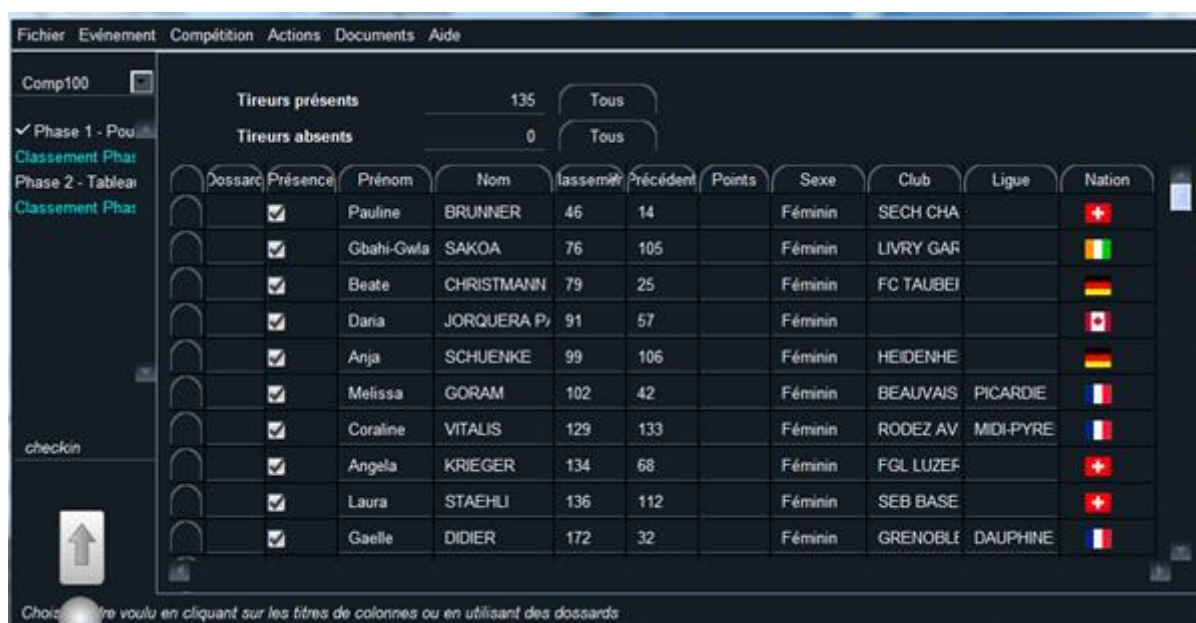 Fichier Evénement Compétition Actions Documents Aide
Comp100
Tireurs présents 135 Tous
✓ Phase 1 - Pou
Tireurs absents 0 Tous
Classement Phas
Phase 2 - Tableau
Classement Phas
Dossard Présence Prénom Nom Précédent Points Sexe Club Ligue Nation
Pauline BRUNNER 46 14 Féminin SECH CHA
Gbahi-Gwla SAKOA 76 105 Féminin LIVRY GAR
Beate CHRISTMANN 79 25 Féminin FC TAUBE
Daria JORQUERA PA 91 57 Féminin
Anja SCHUENKE 99 106 Féminin HEIDENHE
Melissa GORAM 102 42 Féminin BEAUVAIS PICARDIE
Coraline VITALIS 129 133 Féminin RODEZ AV MIDI-PYRE
checkin
Angela KRIEGER 134 68 Féminin FGL LUZER
Laura STAEHLI 136 112 Féminin SEB BASE
Gaelle DIDIER 172 32 Féminin GRENOBLE DAUPHINE
voulu en cliquant sur les titres de colonnes ou en utilisant des dossards